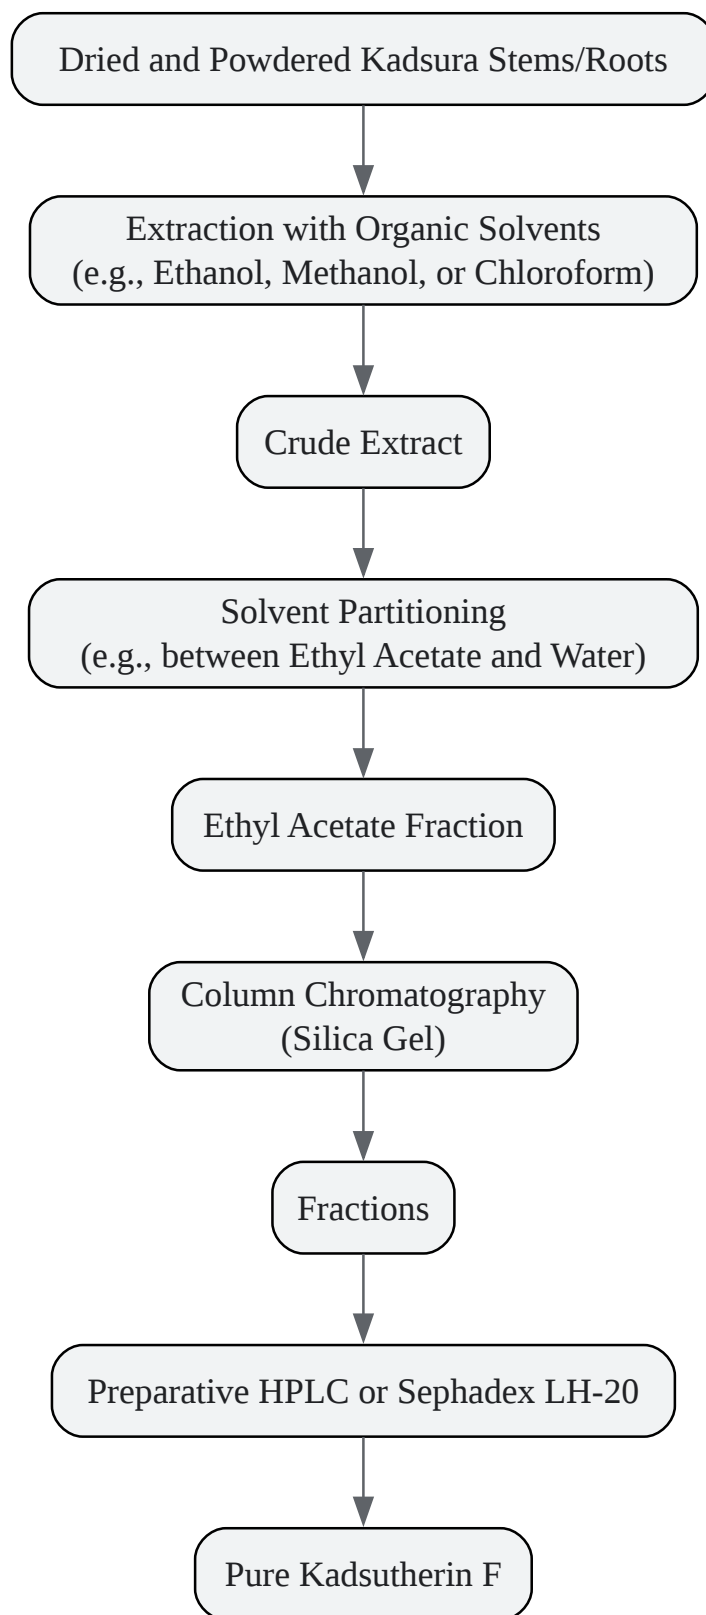 Dried and Powdered Kadsura Stems/Roots
Extraction with Organic Solvents
(e.g., Ethanol, Methanol, or Chloroform)
Crude Extract
Solvent Partitioning
(e.g., between Ethyl Acetate and Water)
Ethyl Acetate Fraction
Column Chromatography
(Silica Gel)
Fractions
Preparative HPLC or Sephadex LH-20
Pure Kadsutherin F